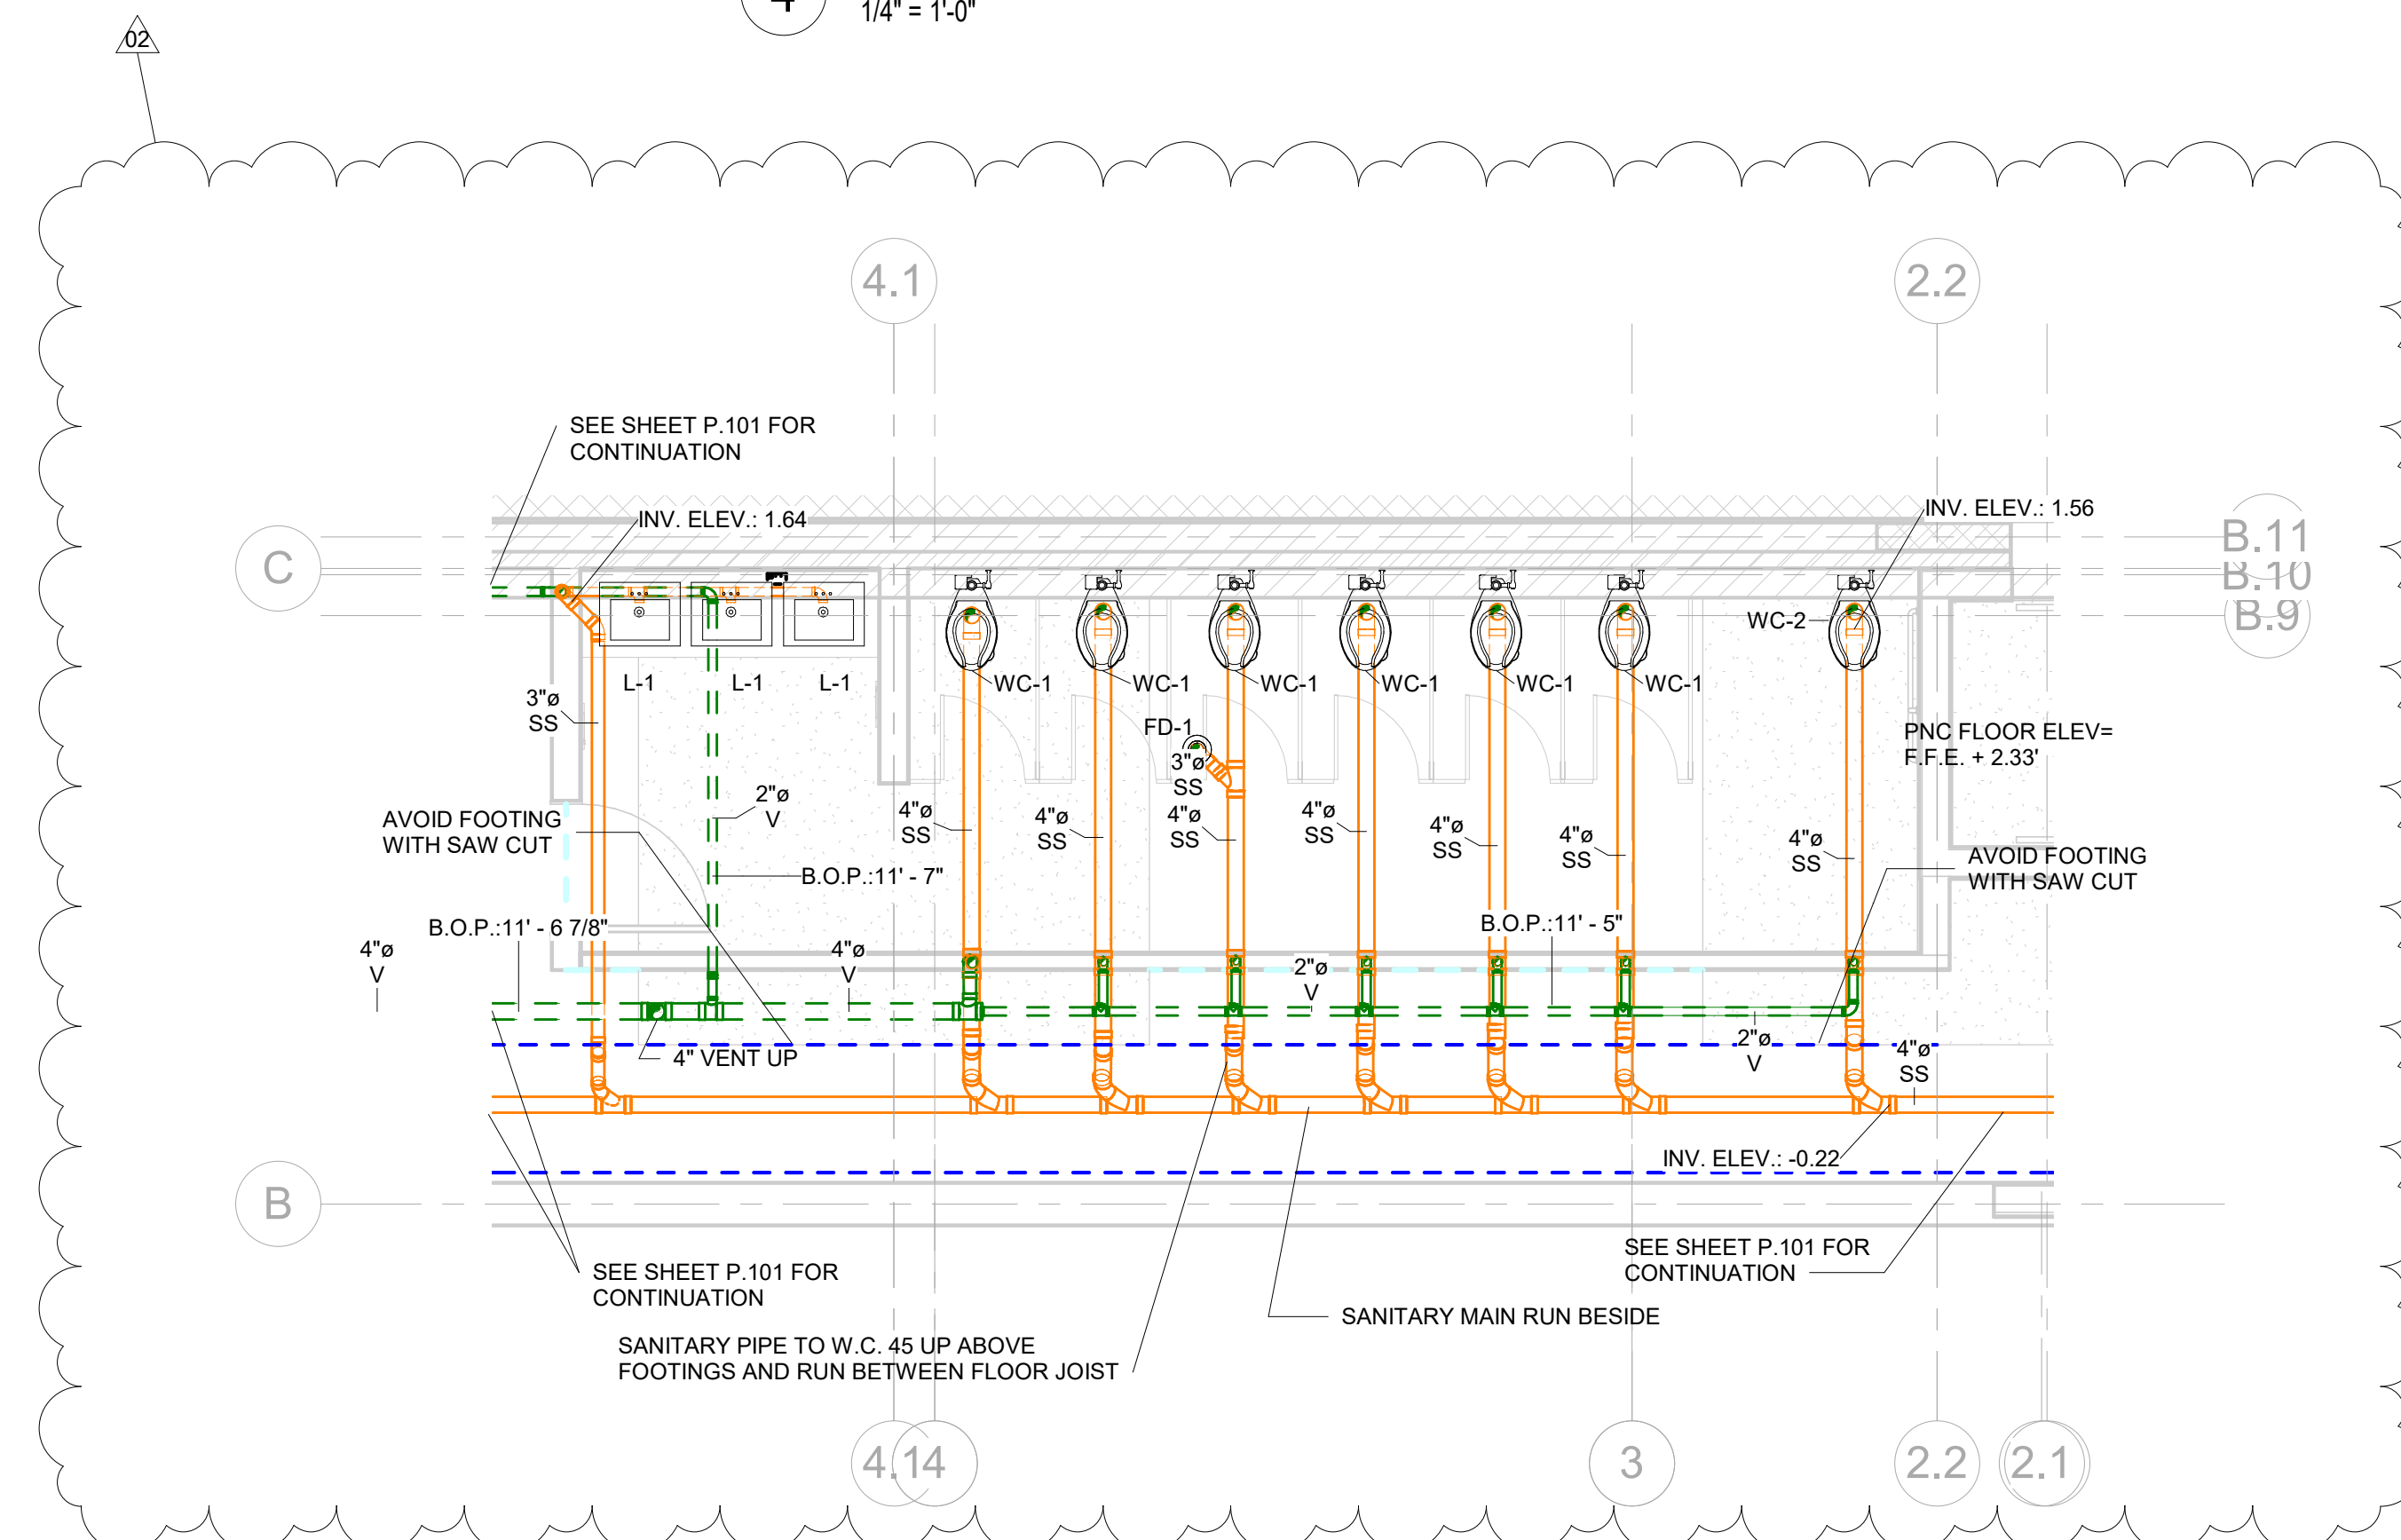 4
1/4" = 1'-0"
02
4.1
2.2
SEE SHEET P.101 FOR
CONTINUATION
INV. ELEV.: 1.64
INV. ELEV.: 1.56
C
B.11
B.10
B.9
WC-2
L-1
L-1
L-1
WC-1
WC-1
WC-1
WC-1
WC-1
WC-1
3"ø
SS
FD-1
3"ø
SS
PNC FLOOR ELEV=
F.F.E. + 2.33'
2"ø
V
AVOID FOOTING
WITH SAW CUT
4"ø
SS
4"ø
SS
4"ø
SS
4"ø
SS
4"ø
SS
4"ø
SS
4"ø
SS
AVOID FOOTING
WITH SAW CUT
B.O.P.:11' - 7"
B.O.P.:11' - 6 7/8"
B.O.P.:11' - 5"
4"ø
V
4"ø
V
2"ø
V
4" VENT UP
2"ø
V
4"ø
SS
INV. ELEV.: -0.22
B
SEE SHEET P.101 FOR
CONTINUATION
SEE SHEET P.101 FOR
CONTINUATION
SANITARY MAIN RUN BESIDE
SANITARY PIPE TO W.C. 45 UP ABOVE
FOOTINGS AND RUN BETWEEN FLOOR JOIST
4.1
4
3
2.2
2.1